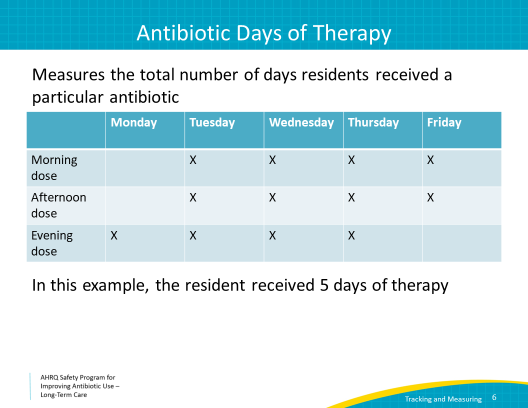 Antibiotic Days of Therapy
Measures the total number of days residents received a
particular antibiotic
Monday Tuesday Wednesday Thursday Friday
Morning
dose X X X X
Afternoon
dose X X X X
Evening
dose X X X X
In this example, the resident received 5 days of therapy
AHRQ Safety Program for
Improving Antibiotic Use –
Long-Term Care
Tracking and Measuring 6